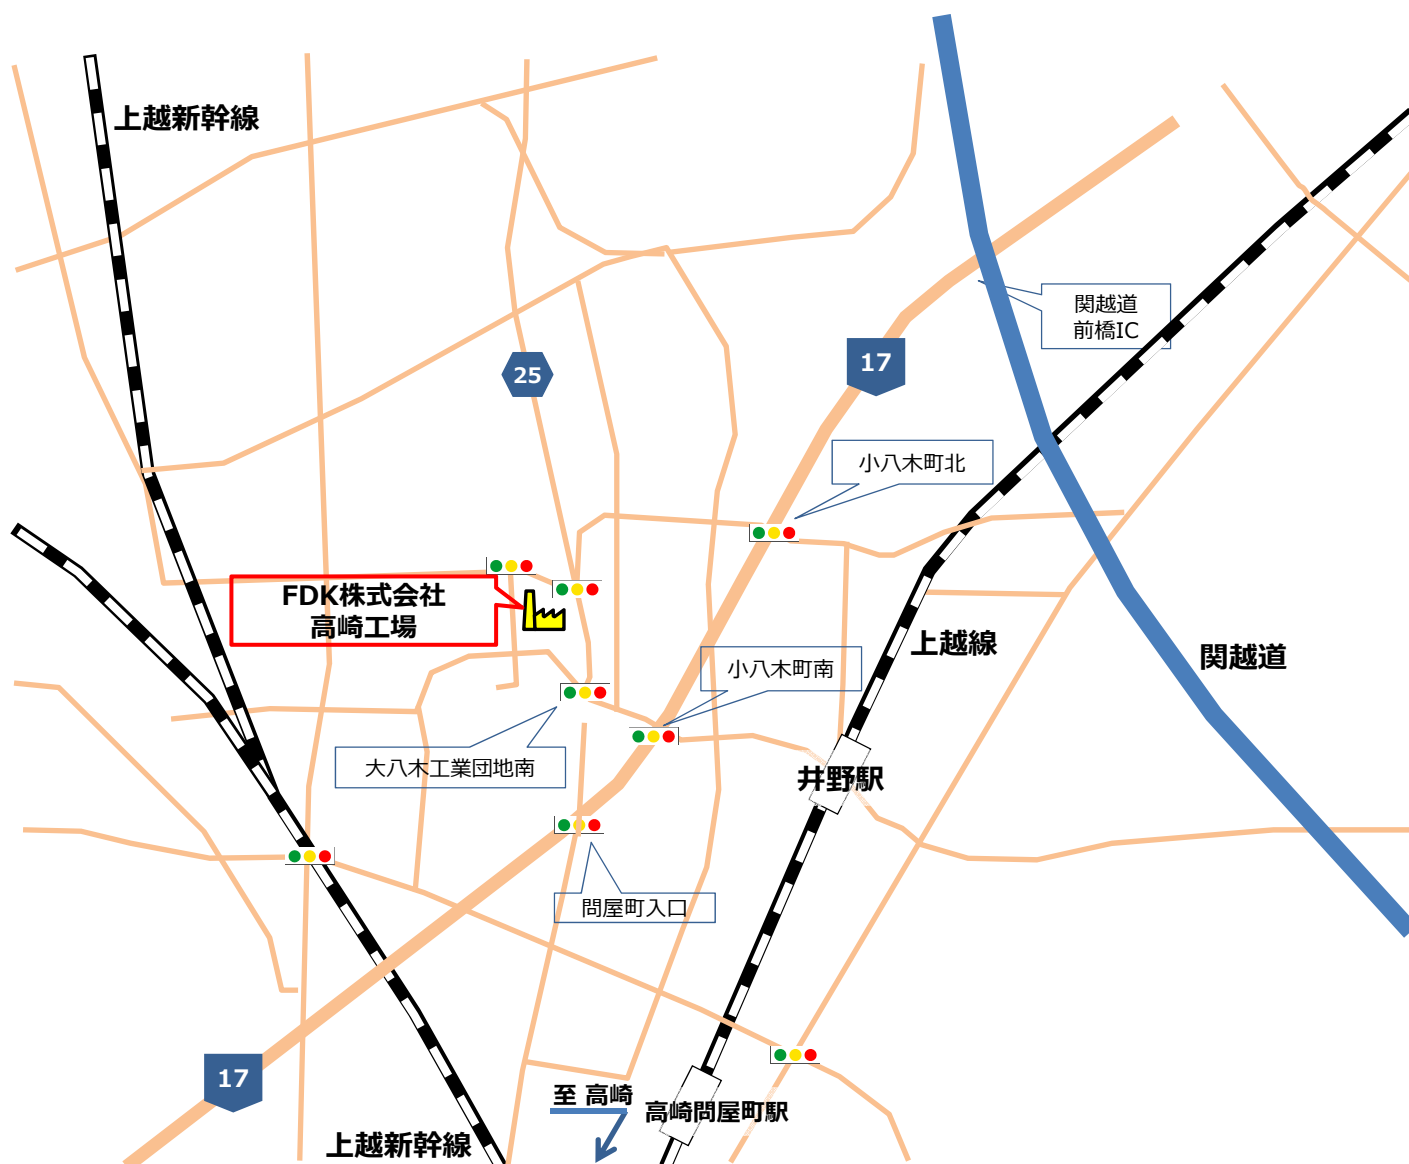 上越新幹線
関越道
前橋IC
17
25
小八木町北
FDK株式会社
高崎工場
上越線
関越道
小八木町南
大八木工業団地南
井野駅
問屋町入口
17
至 高崎
高崎問屋町駅
上越新幹線